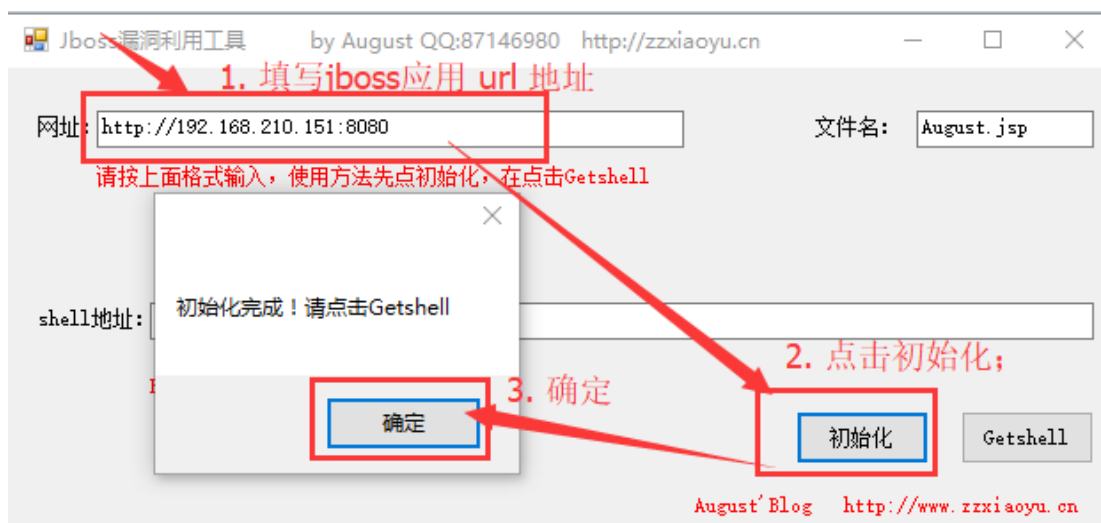 Jboss漏洞利用工具 by August QQ:87146980 http://zzxiaoyu.cn
1. 填写jboss应用 url 地址
网址: http://192.168.210.151:8080 文件名: August.jsp
请按上面格式输入，使用方法先点初始化，在点击Getshell
初始化完成！请点击Getshell
shell地址:
2. 点击初始化;
3. 确定
确定
初始化 Getshell
August'Blog http://www.zzxiaoyu.cn